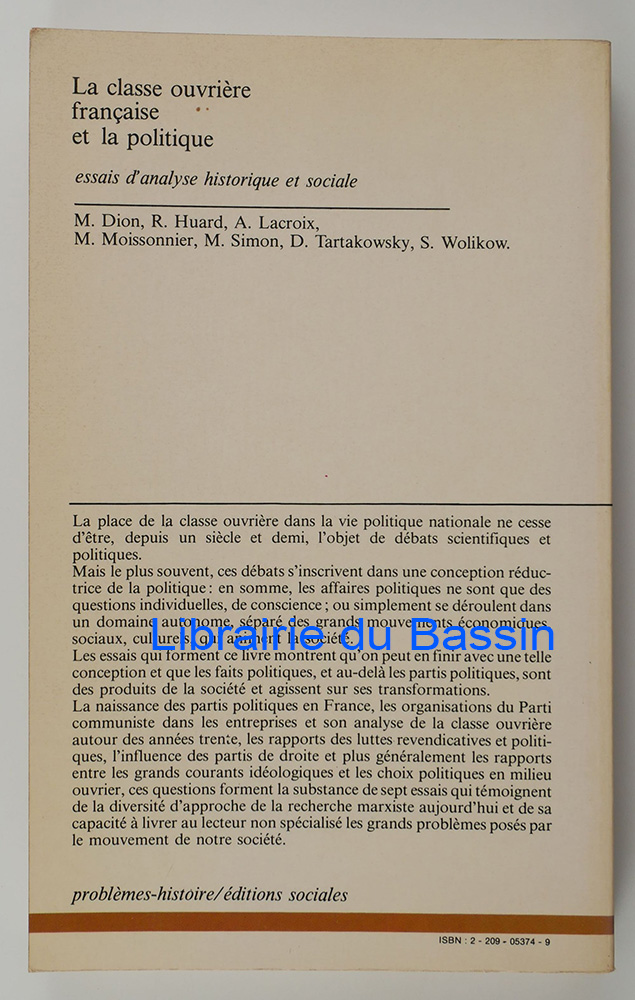 La classe ouvrière
française
et la politique
essais d'analyse historique et sociale
M. Dion, R. Huard, A. Lacroix,
M. Moissonnier, M. Simon, D. Tartakowsky, S. Wolikow.
La place de la classe ouvrière dans la vie politique nationale ne cesse
d'être, depuis un siècle et demi, l'objet de débats scientifiques et
politiques.
Mais le plus souvent, ces débats s'inscrivent dans une conception réduc-
trice de la politique : en somme, les affaires politiques ne sont que des
questions individuelles, de conscience ; ou simplement se déroulent dans
un domaine autonome, séparé des grands mouvements économiques,
sociaux, culturels, qui animent la société.
Librairie du Bassin
Les essais qui forment ce livre montrent qu'on peut en finir avec une telle
conception et que les faits politiques, et au-delà les partis politiques, sont
des produits de la société et agissent sur ses transformations.
La naissance des partis politiques en France, les organisations du Parti
communiste dans les entreprises et son analyse de la classe ouvrière
autour des années trente, les rapports des luttes revendicatives et politi-
ques, l'influence des partis de droite et plus généralement les rapports
entre les grands courants idéologiques et les choix politiques en milieu
ouvrier, ces questions forment la substance de sept essais qui témoignent
de la diversité d'approche de la recherche marxiste aujourd'hui et de sa
capacité à livrer au lecteur non spécialisé les grands problèmes posés par
le mouvement de notre société.
problèmes-histoire/éditions sociales
ISBN : 2 - 209 - 05374 - 9